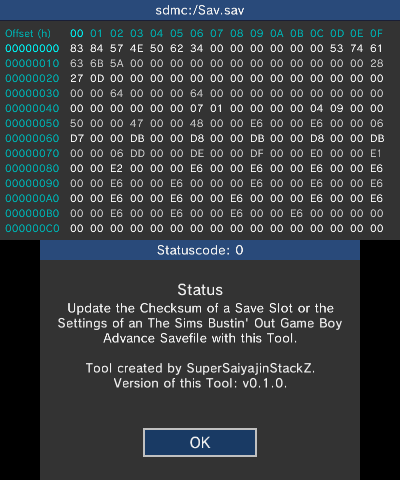 sdmc:/Sav.sav
Offset (h) 00 01 02 03 04 05 06 07 08 09 0A 0B 0C 0D 0E 0F
00000000 83 84 57 4E 50 62 34 00 00 00 00 00 00 53 74 61
00000010 63 6B 5A 00 00 00 00 00 00 00 00 00 00 00 00 28
00000020 27 0D 00 00 00 00 00 00 00 00 00 00 00 00 00 00
00000030 00 00 64 00 00 00 64 00 00 00 00 00 00 00 00 00
00000040 00 00 00 00 00 00 07 01 00 00 00 00 04 09 00 00
00000050 50 00 00 47 00 00 48 00 00 E6 00 00 E6 00 00 06
00000060 D7 00 00 DB 00 00 D8 00 00 DB 00 00 D8 00 00 DB
00000070 00 00 06 DD 00 00 DE 00 00 DF 00 00 E0 00 00 E1
00000080 00 00 E2 00 00 00 E6 00 00 E6 00 E6 00 00 E6 E6
00000090 00 00 E6 00 00 E6 00 00 E6 00 00 E6 00 00 E6 00
000000A0 00 E6 00 00 E6 00 00 E6 00 00 E6 00 00 E6 00 00
000000B0 00 00 E6 00 00 E6 00 00 E6 00 00 E6 00 00 00 00
000000C0 00 00 00 00 00 00 00 00 00 00 00 00 00 00 00 00
Statuscode: 0
Status
Update the Checksum of a Save Slot or the
Settings of an The Sims Bustin' Out Game Boy
Advance Savefile with this Tool.
Tool created by SuperSaiyajinStackZ.
Version of this Tool: v0.1.0.
OK